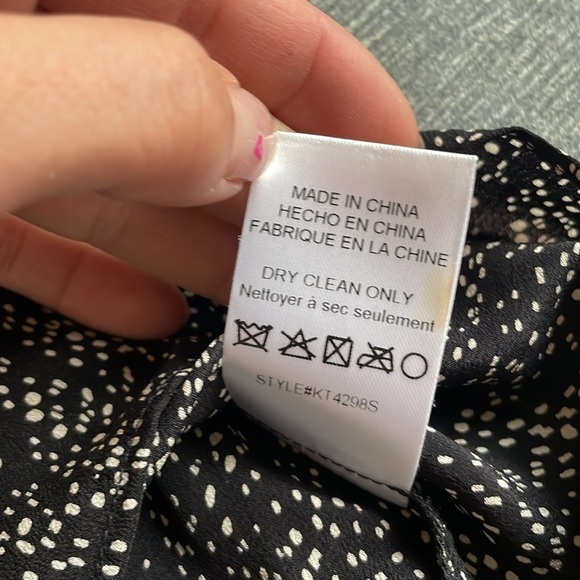 MADE IN CHINA
HECHO EN CHINA
FABRIQUE EN LA CHINE
DRY CLEAN ONLY
Nettoyer à sec seulement
STYLE#KT4298S